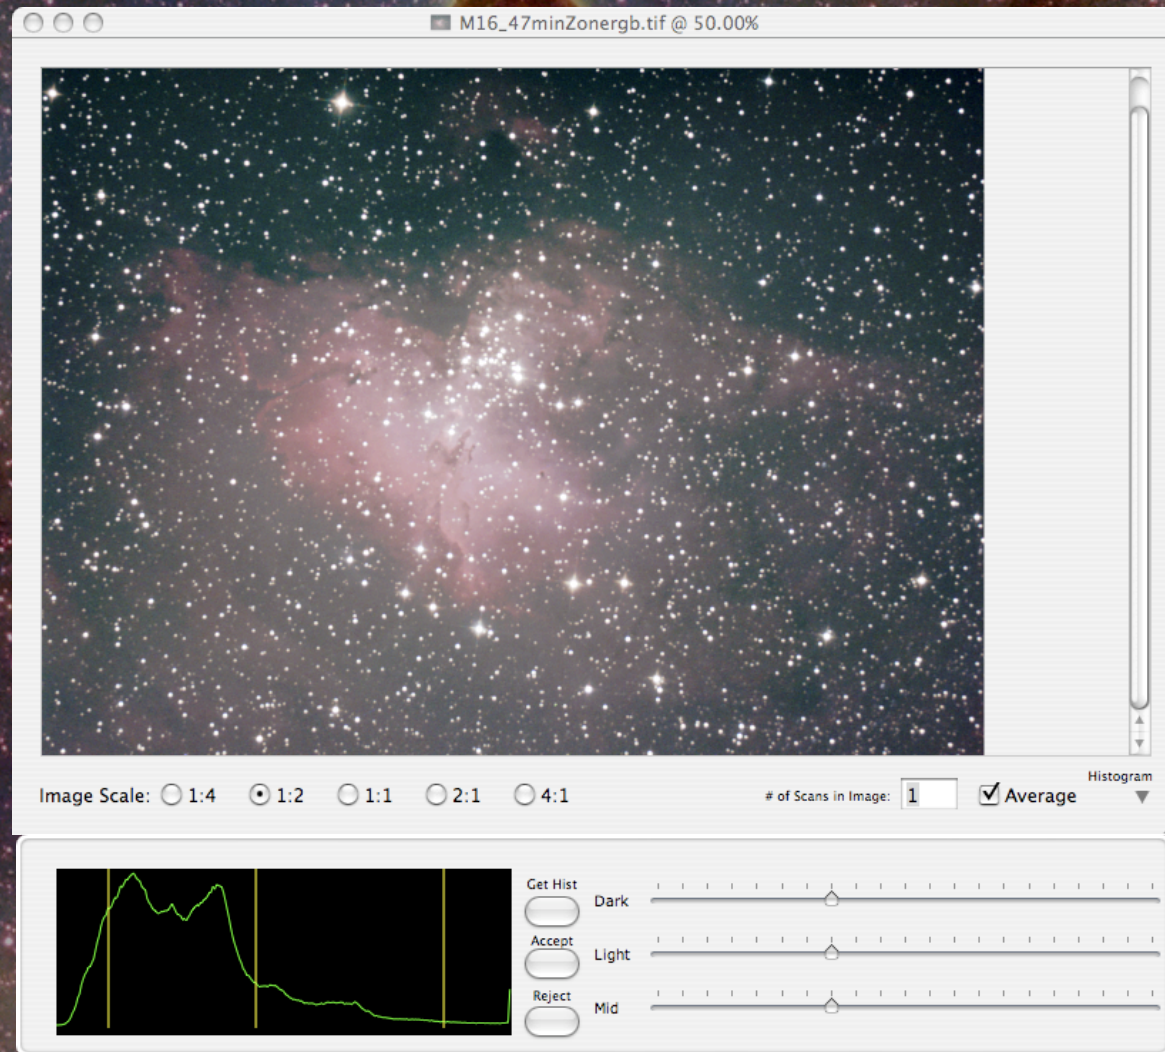 M16_47minZonergb.tif @ 50.00%
Image Scale: 1:4 1:2 1:1 2:1 4:1 # of Scans in Image: 1 Average Histogram
Get Hist
Dark
Accept
Light
Reject
Mid